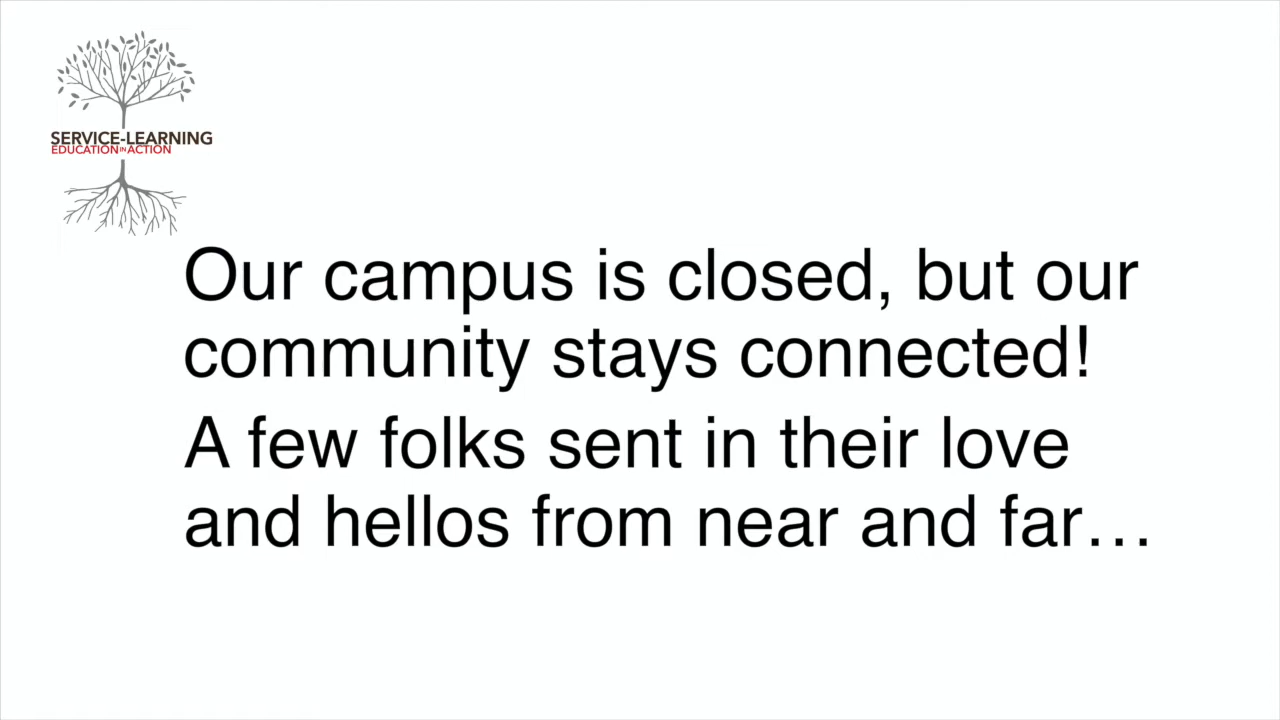 SERVICE-LEARNING
EDUCATION IN ACTION
Our campus is closed, but our
community stays connected!
A few folks sent in their love
and hellos from near and far…